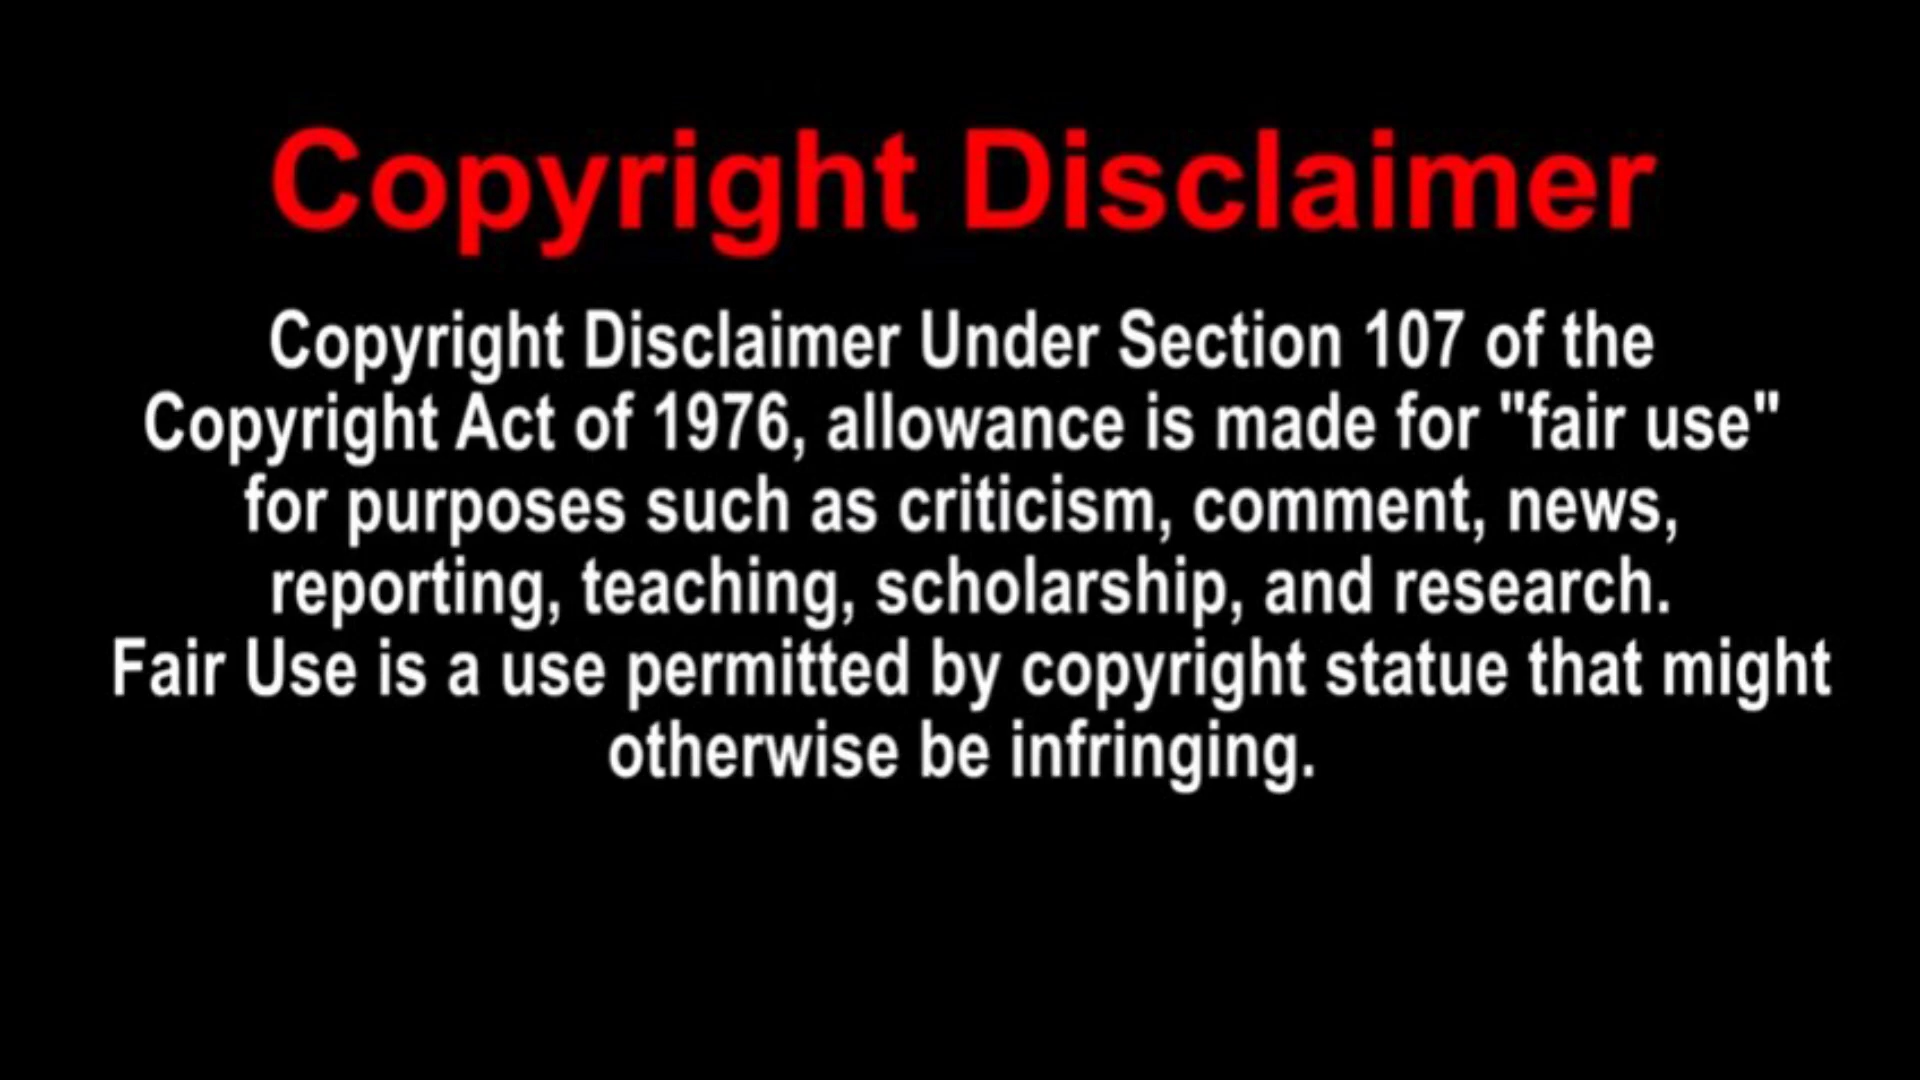 Copyright Disclaimer
Copyright Disclaimer Under Section 107 of the
Copyright Act of 1976, allowance is made for "fair use"
for purposes such as criticism, comment, news,
reporting, teaching, scholarship, and research.
Fair Use is a use permitted by copyright statue that might
otherwise be infringing.